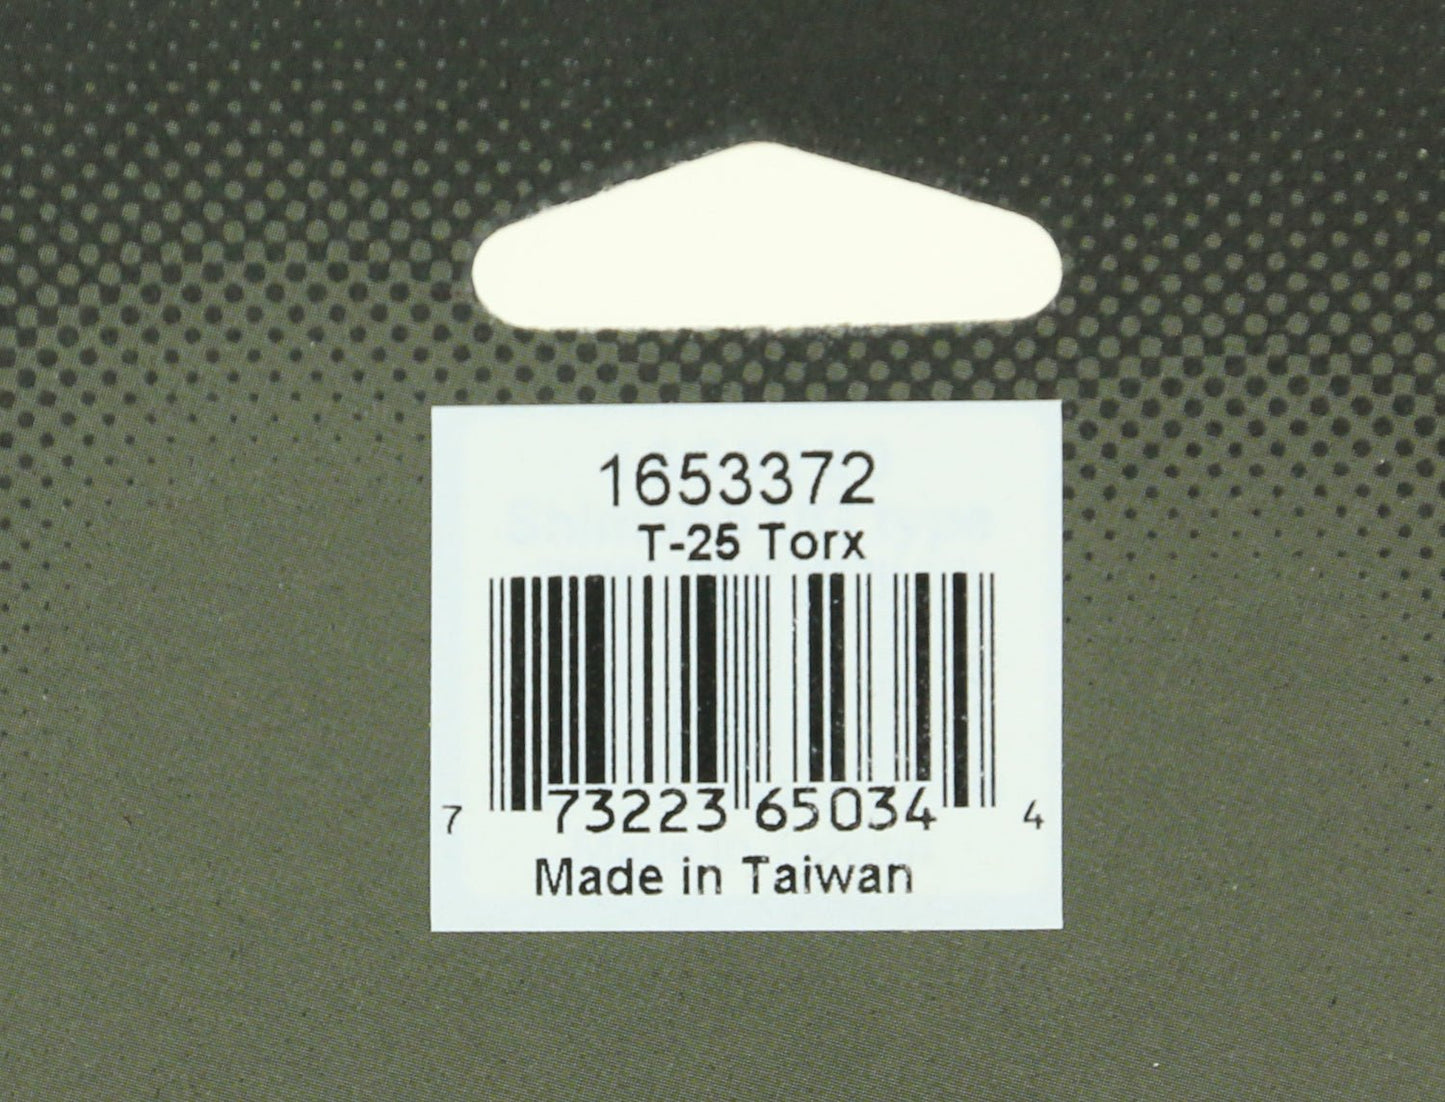 1653372
T-25 Torx
7 73223 65034 4
Made in Taiwan